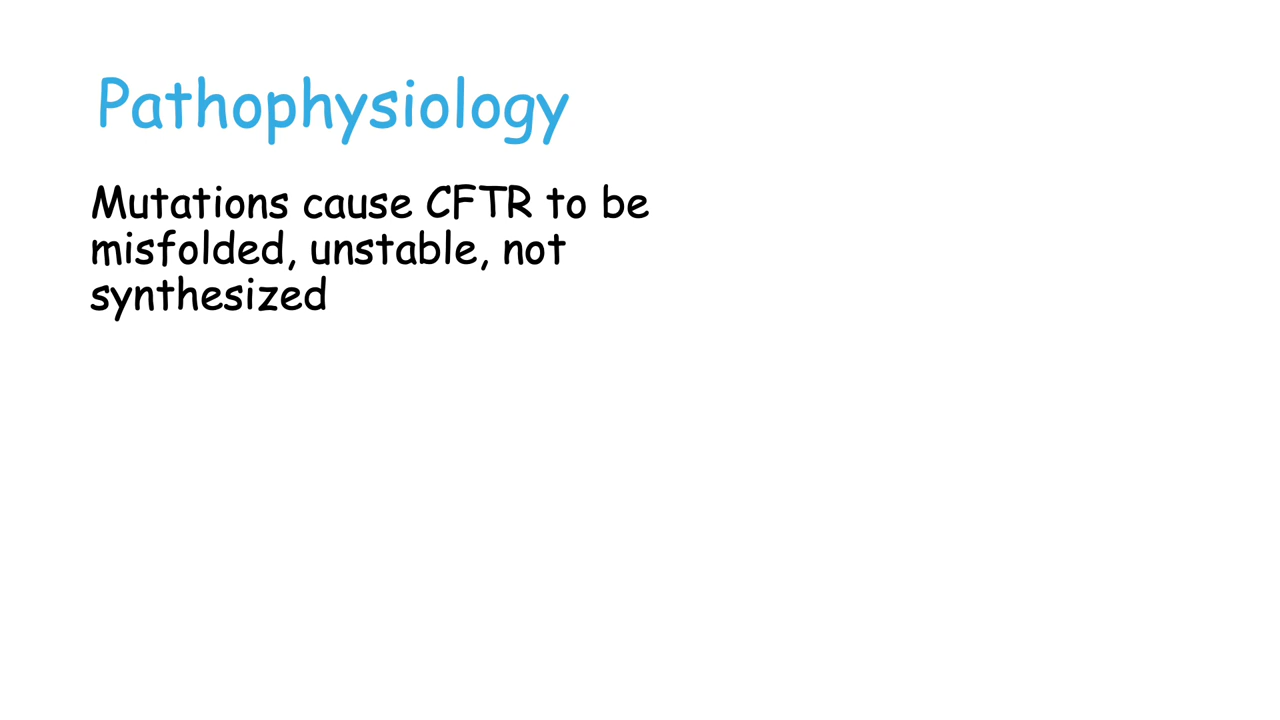 Pathophysiology
Mutations cause CFTR to be
misfolded, unstable, not
synthesized